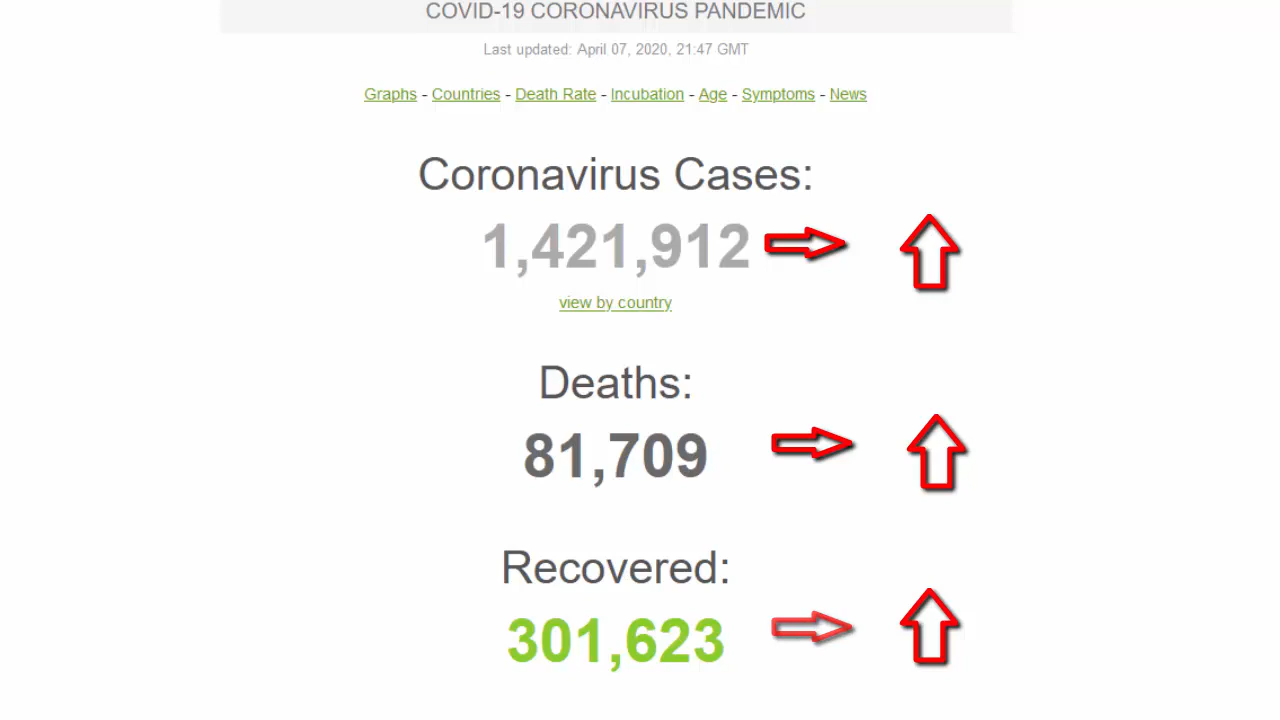 COVID-19 CORONAVIRUS PANDEMIC
Last updated: April 07, 2020, 21:47 GMT
Graphs - Countries - Death Rate - Incubation - Age - Symptoms - News
Coronavirus Cases:
1,421,912
view by country
Deaths:
81,709
Recovered:
301,623